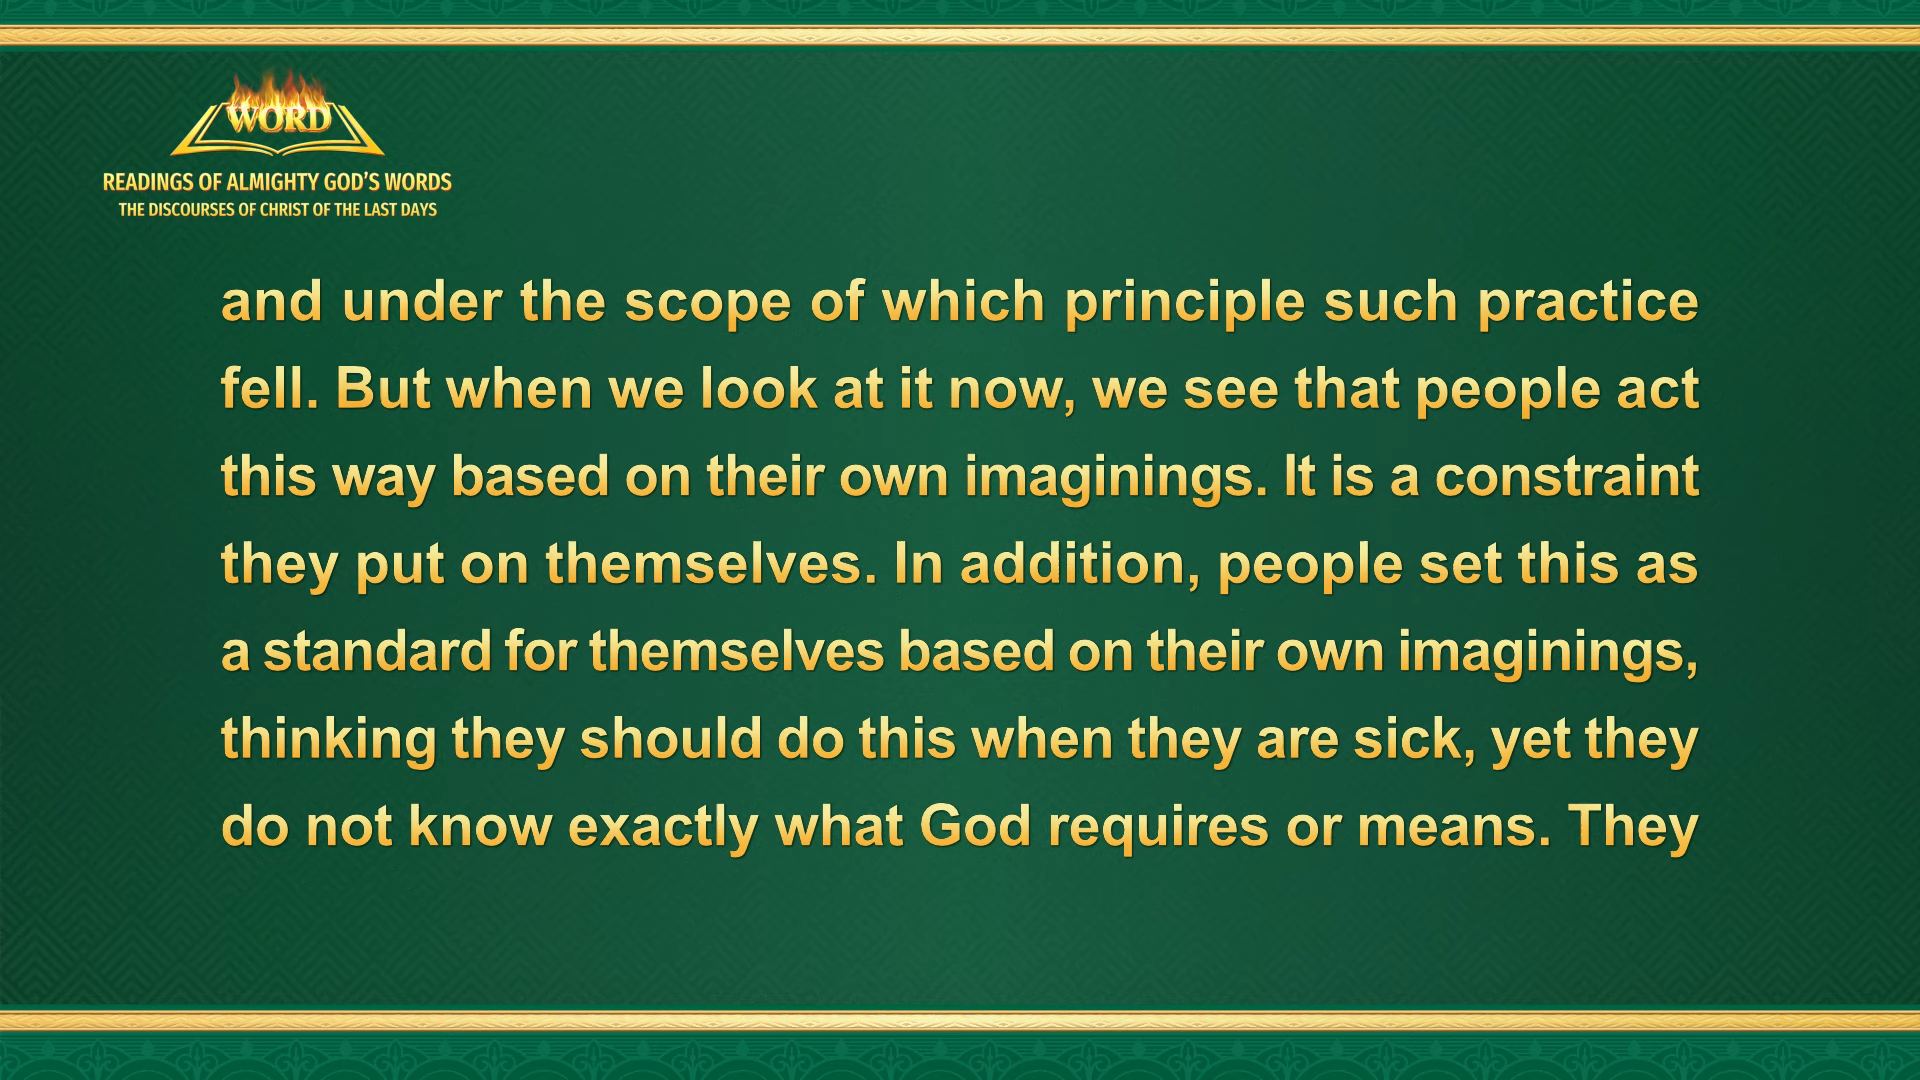 WORD
READINGS OF ALMIGHTY GOD'S WORDS
THE DISCOURSES OF CHRIST OF THE LAST DAYS
and under the scope of which principle such practice
fell. But when we look at it now, we see that people act
this way based on their own imaginings. It is a constraint
they put on themselves. In addition, people set this as
a standard for themselves based on their own imaginings,
thinking they should do this when they are sick, yet they
do not know exactly what God requires or means. They